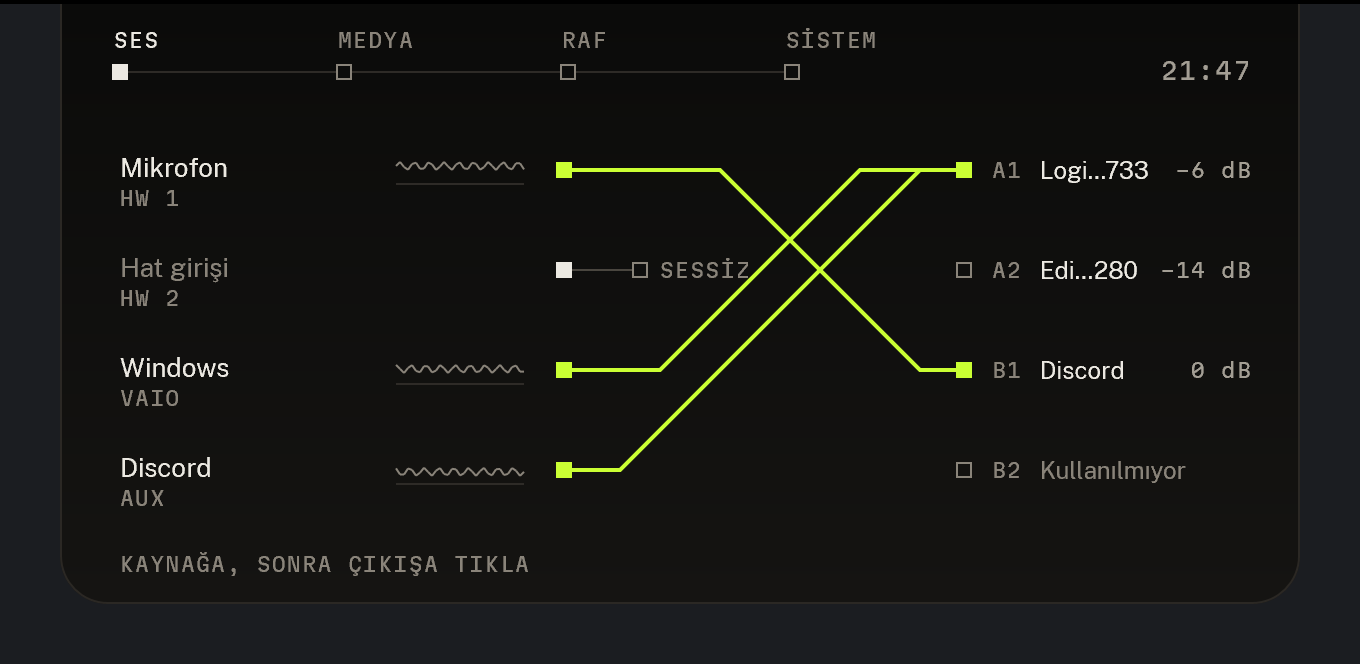 SES MEDYA RAF SİSTEM
21:47
Mikrofon A1 Logi...733 −6 dB
HW 1
Hat girişi SESSİZ A2 Edi...280 −14 dB
HW 2
Windows B1 Discord 0 dB
VAIO
Discord B2 Kullanılmıyor
AUX
KAYNAĞA, SONRA ÇIKIŞA TIKLA